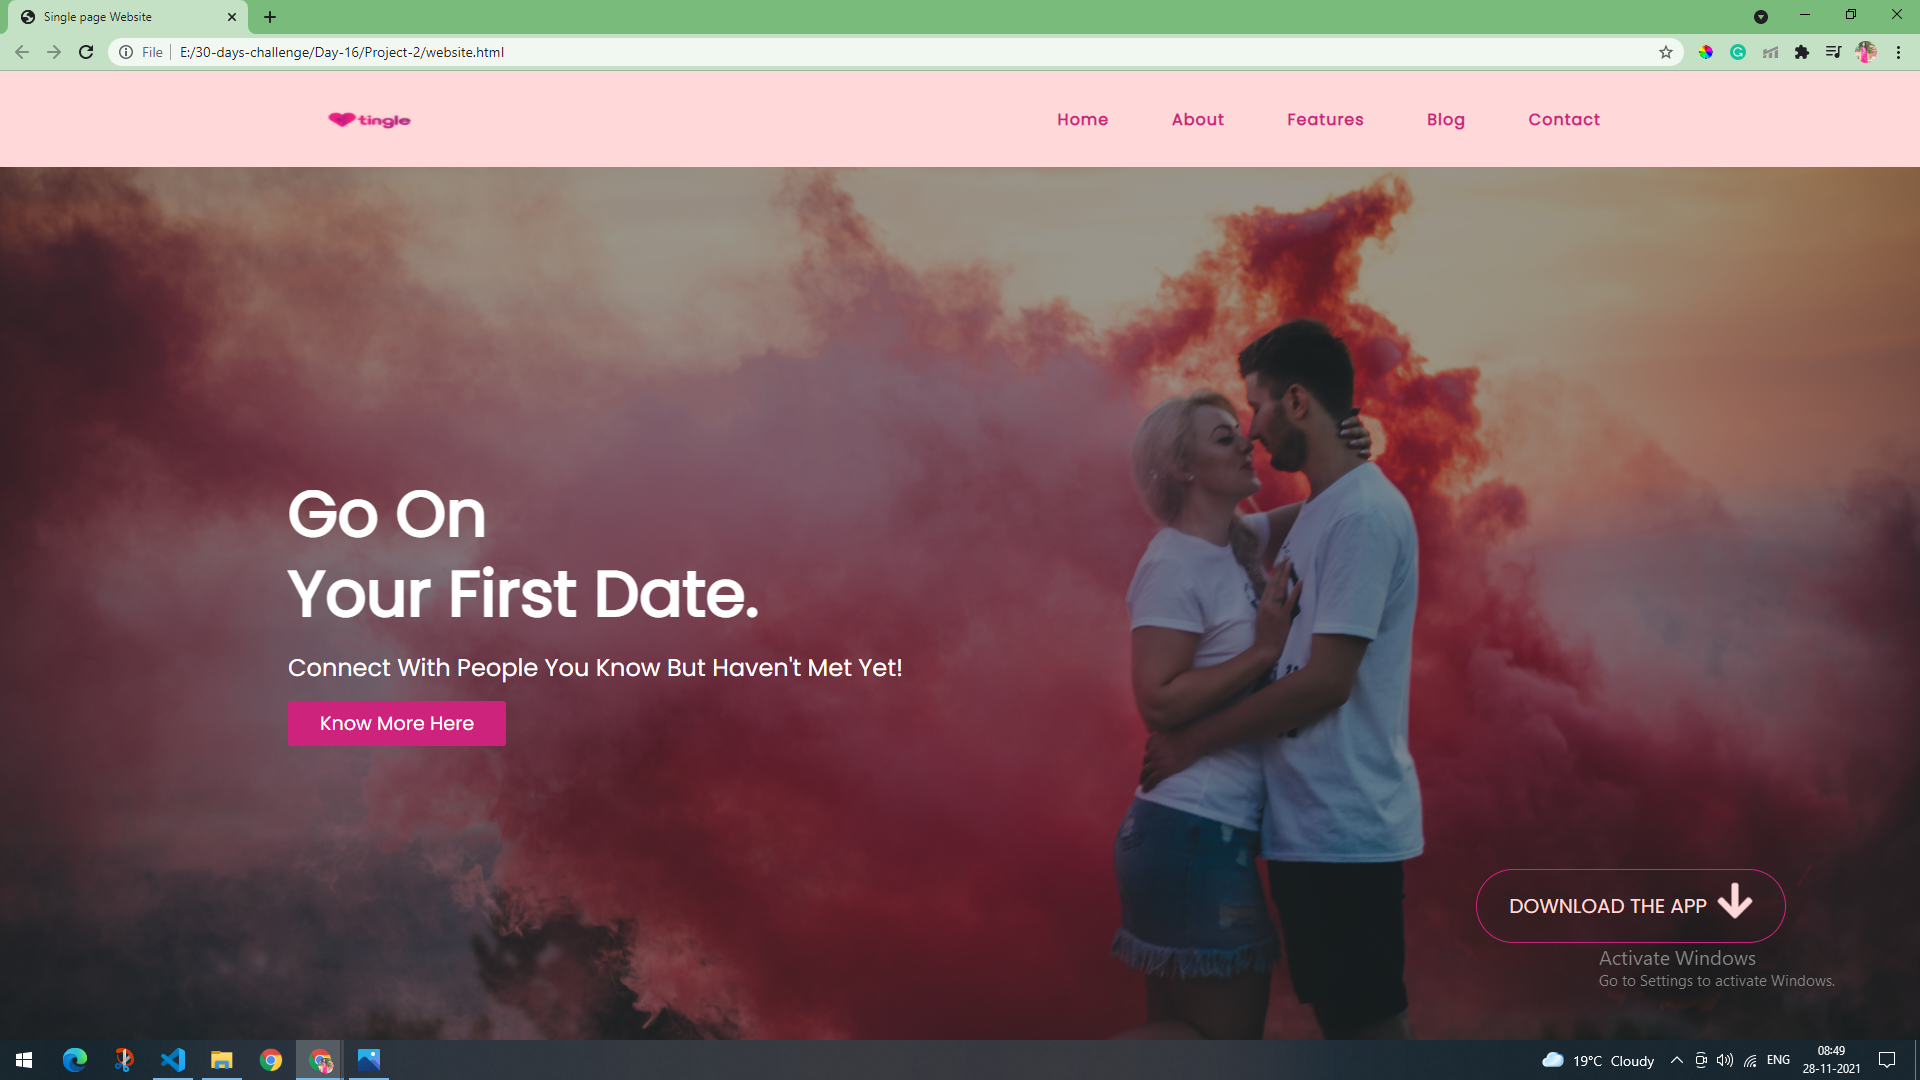 Single page Website
File
E:/30-days-challenge/Day-16/Project-2/website.html
tingle
Home
About
Features
Blog
Contact
Go On
Your First Date.
Connect With People You Know But Haven't Met Yet!
Know More Here
DOWNLOAD THE APP
Activate Windows
Go to Settings to activate Windows.
19°C Cloudy
ENG
08:49
28-11-2021